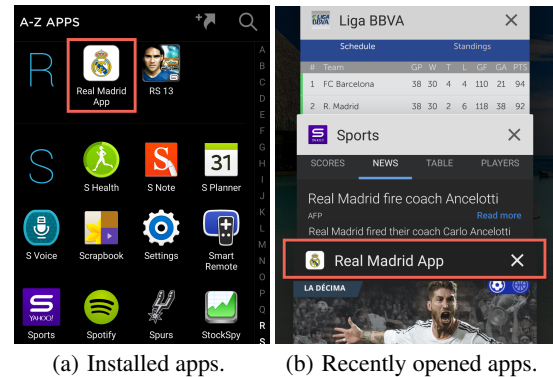 A-Z APPS
R
Real Madrid
App
RS 13
S
S Health
S
S Note
31
S Planner
S Voice
Scrapbook
Settings
Smart
Remote
S
YAHOO!
Sports
Spotify
Spurs
StockSpy
A
B
C
D
E
F
G
H
I
J
K
L
M
N
O
P
Q
R
S
(a) Installed apps.
LIGA
BBVA
Liga BBVA
Schedule Standings
# Team GP W T L GF GA PTS
1 FC Barcelona 38 30 4 4 110 21 94
2 R. Madrid 38 30 2 6 118 38 92
S
YAHOO!
Sports
SCORES NEWS TABLE PLAYERS
Real Madrid fire coach Ancelotti
AFP Read more
Real Madrid fired their coach Carlo Ancelotti
Real Madrid App
LA DÉCIMA
(b) Recently opened apps.